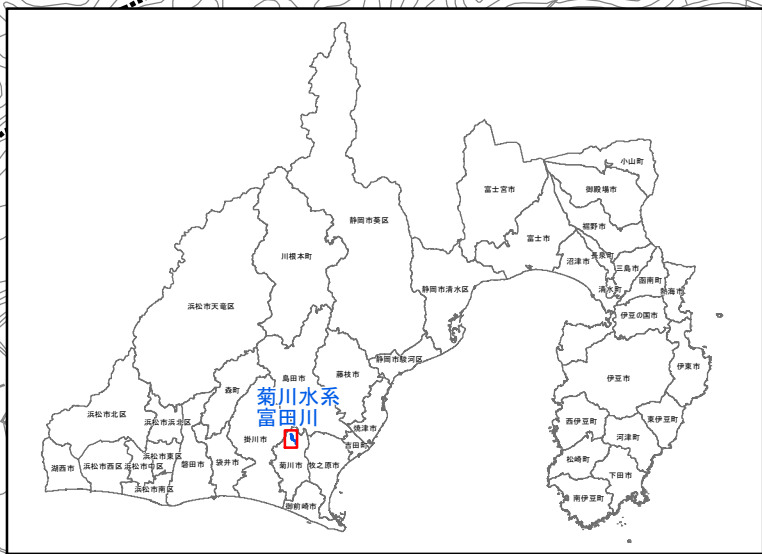 小山町
富士宮市
御殿場市
静岡市葵区
裾野市
富士市
川根本町
長泉町
沼津市
三島市
函南町
静岡市清水区
清水町
熱海市
浜松市天竜区
伊豆の国市
静岡市駿河区
島田市
藤枝市
伊東市
伊豆市
森町
菊川水系
富田川
浜松市北区
浜松市浜北区
西伊豆町
東伊豆町
焼津市
掛川市
吉田町
河津町
浜松市東区
松崎町
湖西市
浜松市西区
浜松市中区
磐田市
袋井市
菊川市
牧之原市
下田市
浜松市南区
南伊豆町
御前崎市